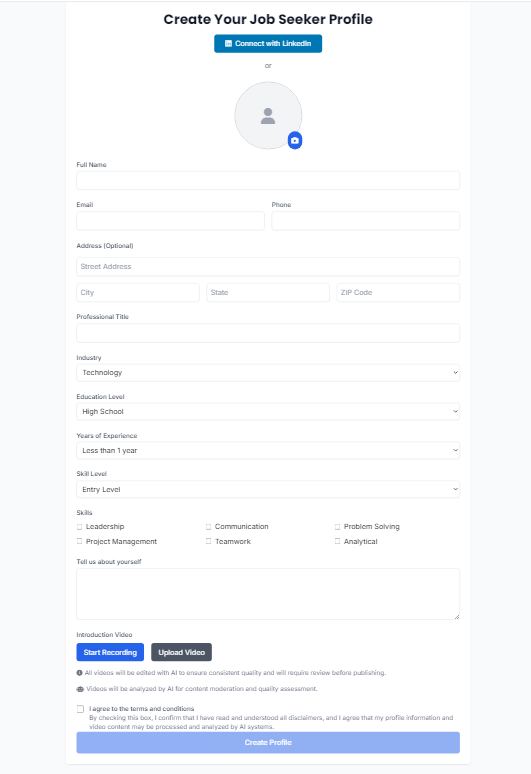 Create Your Job Seeker Profile
Connect with LinkedIn
or
Full Name
Email Phone
Address (Optional)
Street Address
City State ZIP Code
Professional Title
Industry
Technology
Education Level
High School
Years of Experience
Less than 1 year
Skill Level
Entry Level
Skills
Leadership Communication Problem Solving
Project Management Teamwork Analytical
Tell us about yourself
Introduction Video
Start Recording Upload Video
All videos will be edited with AI to ensure consistent quality and will require review before publishing.
Videos will be analyzed by AI for content moderation and quality assessment.
I agree to the terms and conditions
By checking this box, I confirm that I have read and understood all disclaimers, and I agree that my profile information and
video content may be processed and analyzed by AI systems.
Create Profile